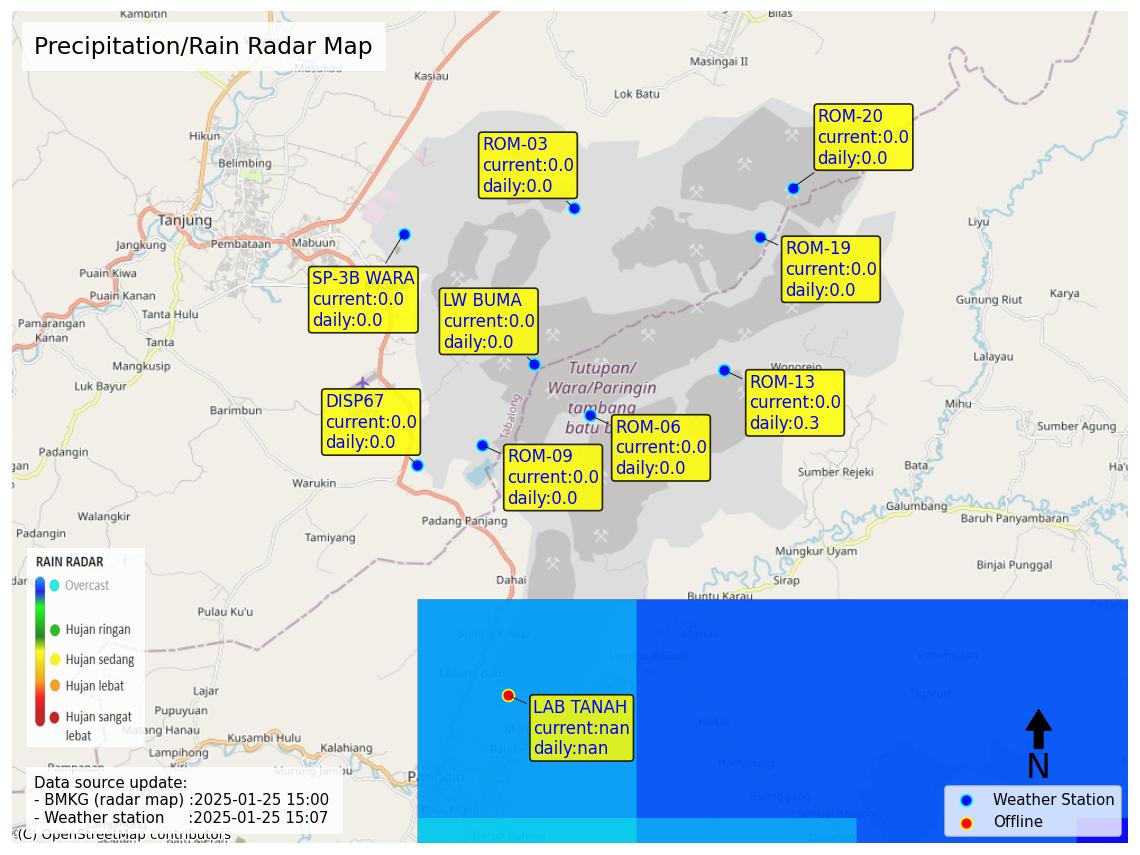 Kambitin
Bilas
Precipitation/Rain Radar Map
Masukau
Kasiau
Masingai II
Lok Batu
Hikun
Belimbing
ROM-03
current:0.0
daily:0.0
ROM-20
current:0.0
daily:0.0
Tanjung
Jangkung
Pembataan
Mabuun
Liyu
ROM-19
current:0.0
daily:0.0
Puain Kiwa
Puain Kanan
SP-3B WARA
current:0.0
daily:0.0
LW BUMA
current:0.0
daily:0.0
Gunung Riut
Karya
Tanta Hulu
Pamarangan
Kanan
Tanta
Mangkusip
Luk Bayur
Lalayau
Wonorejo
Tutupan/
Wara/Paringin
tambang
batu b
Tabalong
ROM-13
current:0.0
daily:0.3
DISP67
current:0.0
daily:0.0
Barimbun
Mihu
ROM-06
current:0.0
daily:0.0
Sumber Agung
Padangin
ROM-09
current:0.0
daily:0.0
gan
Warukin
Sumber Rejeki
Bata
Ha'u
Galumbang
Walangkir
Padang Panjang
Baruh Panyambaran
Padangin
Tamiyang
Mungkur Uyam
Binjai Punggal
RAIN RADAR
Overcast
Hujan ringan
Hujan sedang
Hujan lebat
Hujan sangat
lebat
Dahai
Sirap
Buntu Karau
Pulau Ku'u
Lajar
Pupuyuan
Matang Hanau
Lampihong
Kiri
Kusambi Hulu
Kalahiang
Murung Jambu
Pampanan
Paringin
LAB TANAH
current:nan
daily:nan
Data source update:
- BMKG (radar map) :2025-01-25 15:00
- Weather station :2025-01-25 15:07
(C) OpenStreetMap contributors
N
Weather Station
Offline